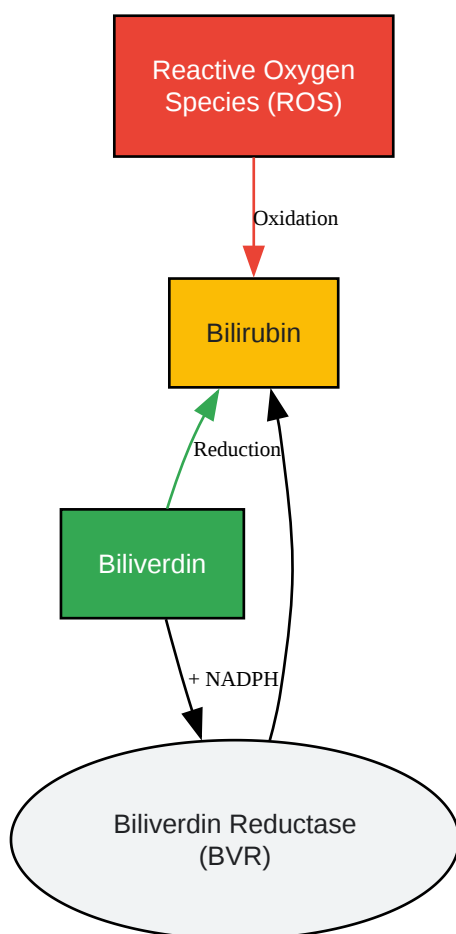 Reactive Oxygen
Species (ROS)
Oxidation
Bilirubin
Reduction
Biliverdin
+ NADPH
Biliverdin Reductase
(BVR)